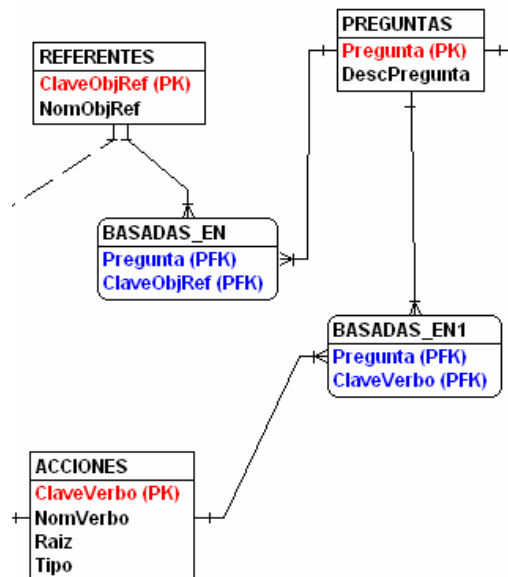 PREGUNTAS
Pregunta (PK)
DescPregunta
REFERENTES
ClaveObjRef (PK)
NomObjRef
BASADAS_EN
Pregunta (PFK)
ClaveObjRef (PFK)
BASADAS_EN1
Pregunta (PFK)
ClaveVerbo (PFK)
ACCIONES
ClaveVerbo (PK)
NomVerbo
Raiz
Tipo